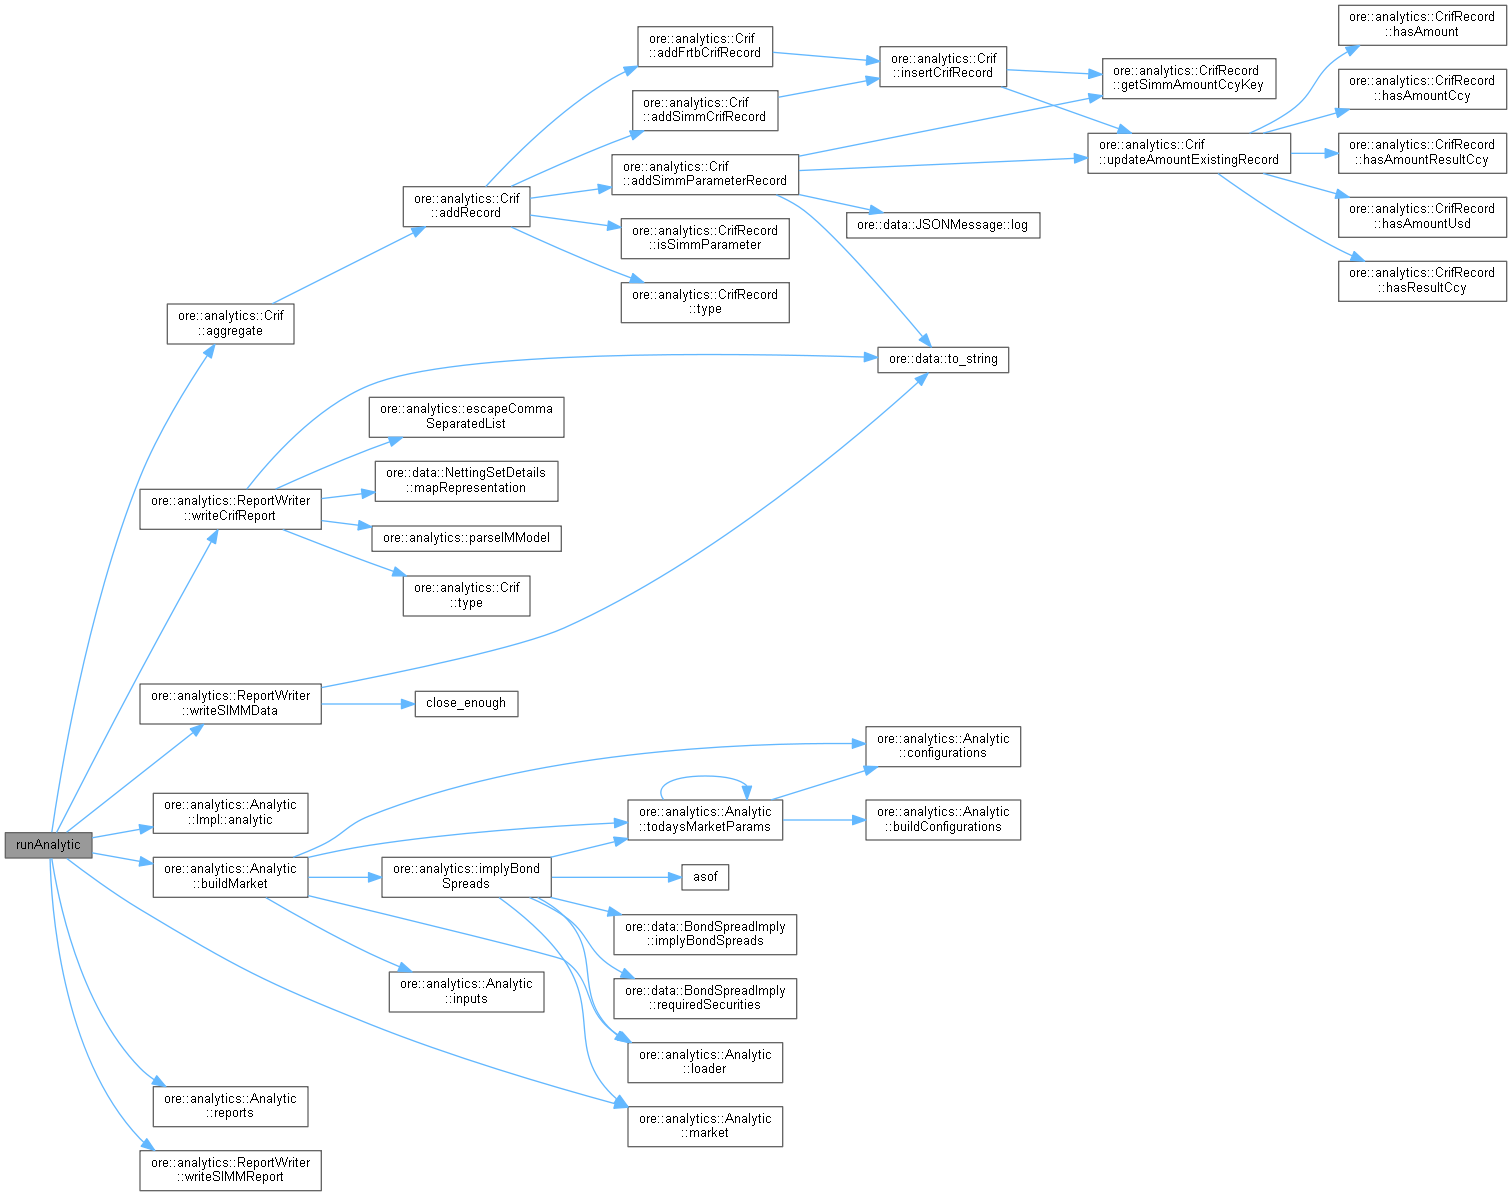 runAnalytic
ore::analytics::Crif
::aggregate
ore::analytics::Crif
::addRecord
ore::analytics::Crif
::addFrtbCrifRecord
ore::analytics::Crif
::insertCrifRecord
ore::analytics::CrifRecord
::getSimmAmountCcyKey
ore::analytics::Crif
::updateAmountExistingRecord
ore::analytics::CrifRecord
::hasAmount
ore::analytics::CrifRecord
::hasAmountCcy
ore::analytics::CrifRecord
::hasAmountResultCcy
ore::analytics::CrifRecord
::hasAmountUsd
ore::analytics::CrifRecord
::hasResultCcy
ore::analytics::Crif
::addSimmCrifRecord
ore::analytics::Crif
::addSimmParameterRecord
ore::data::JSONMessage::log
ore::data::to_string
ore::analytics::CrifRecord
::isSimmParameter
ore::analytics::CrifRecord
::type
ore::analytics::ReportWriter
::writeCrifReport
ore::analytics::escapeComma
SeparatedList
ore::data::NettingSetDetails
::mapRepresentation
ore::analytics::parseIMModel
ore::analytics::Crif
::type
ore::analytics::ReportWriter
::writeSIMMData
close_enough
ore::analytics::Analytic
Impl::analytic
ore::analytics::Analytic
::buildMarket
ore::analytics::Analytic
::configurations
ore::analytics::Analytic
::todaysMarketParams
ore::analytics::Analytic
::buildConfigurations
ore::analytics::implyBond
Spreads
asof
ore::data::BondSpreadImply
::implyBondSpreads
ore::data::BondSpreadImply
::requiredSecurities
ore::analytics::Analytic
::inputs
ore::analytics::Analytic
::loader
ore::analytics::Analytic
::market
ore::analytics::Analytic
::reports
ore::analytics::ReportWriter
::writeSIMMReport